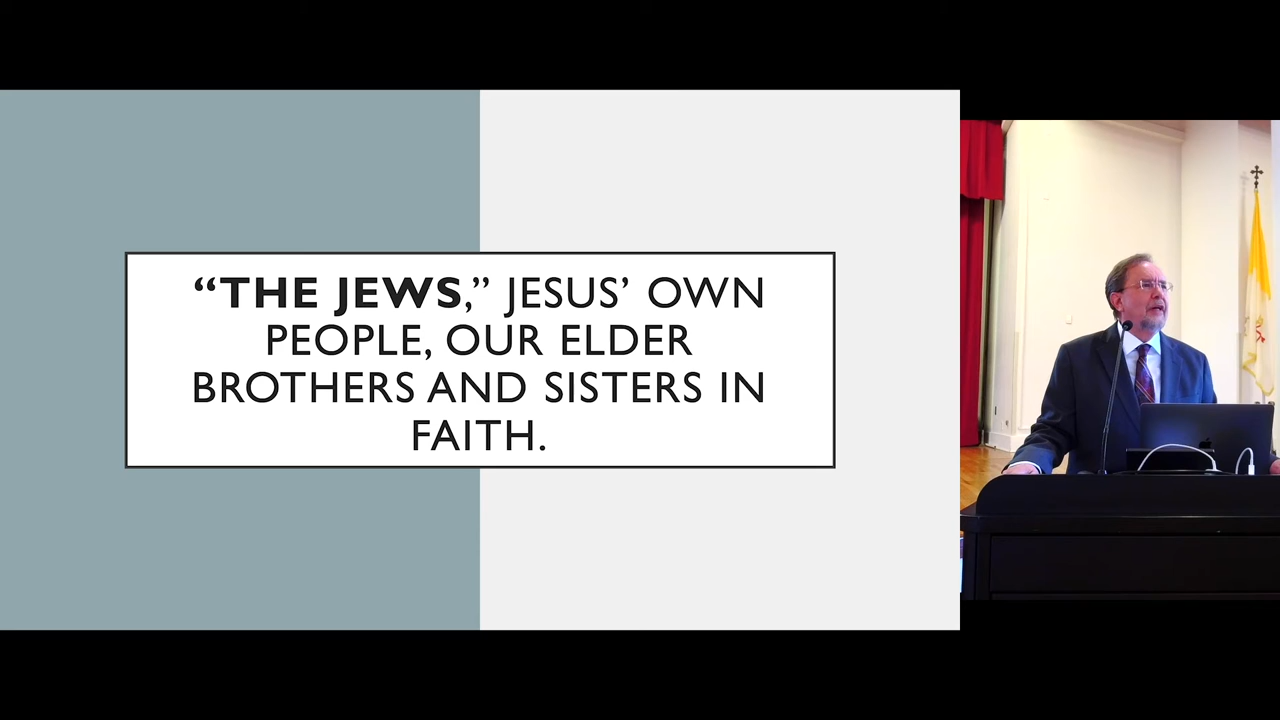 “THE JEWS,” JESUS’ OWN
PEOPLE, OUR ELDER
BROTHERS AND SISTERS IN
FAITH.